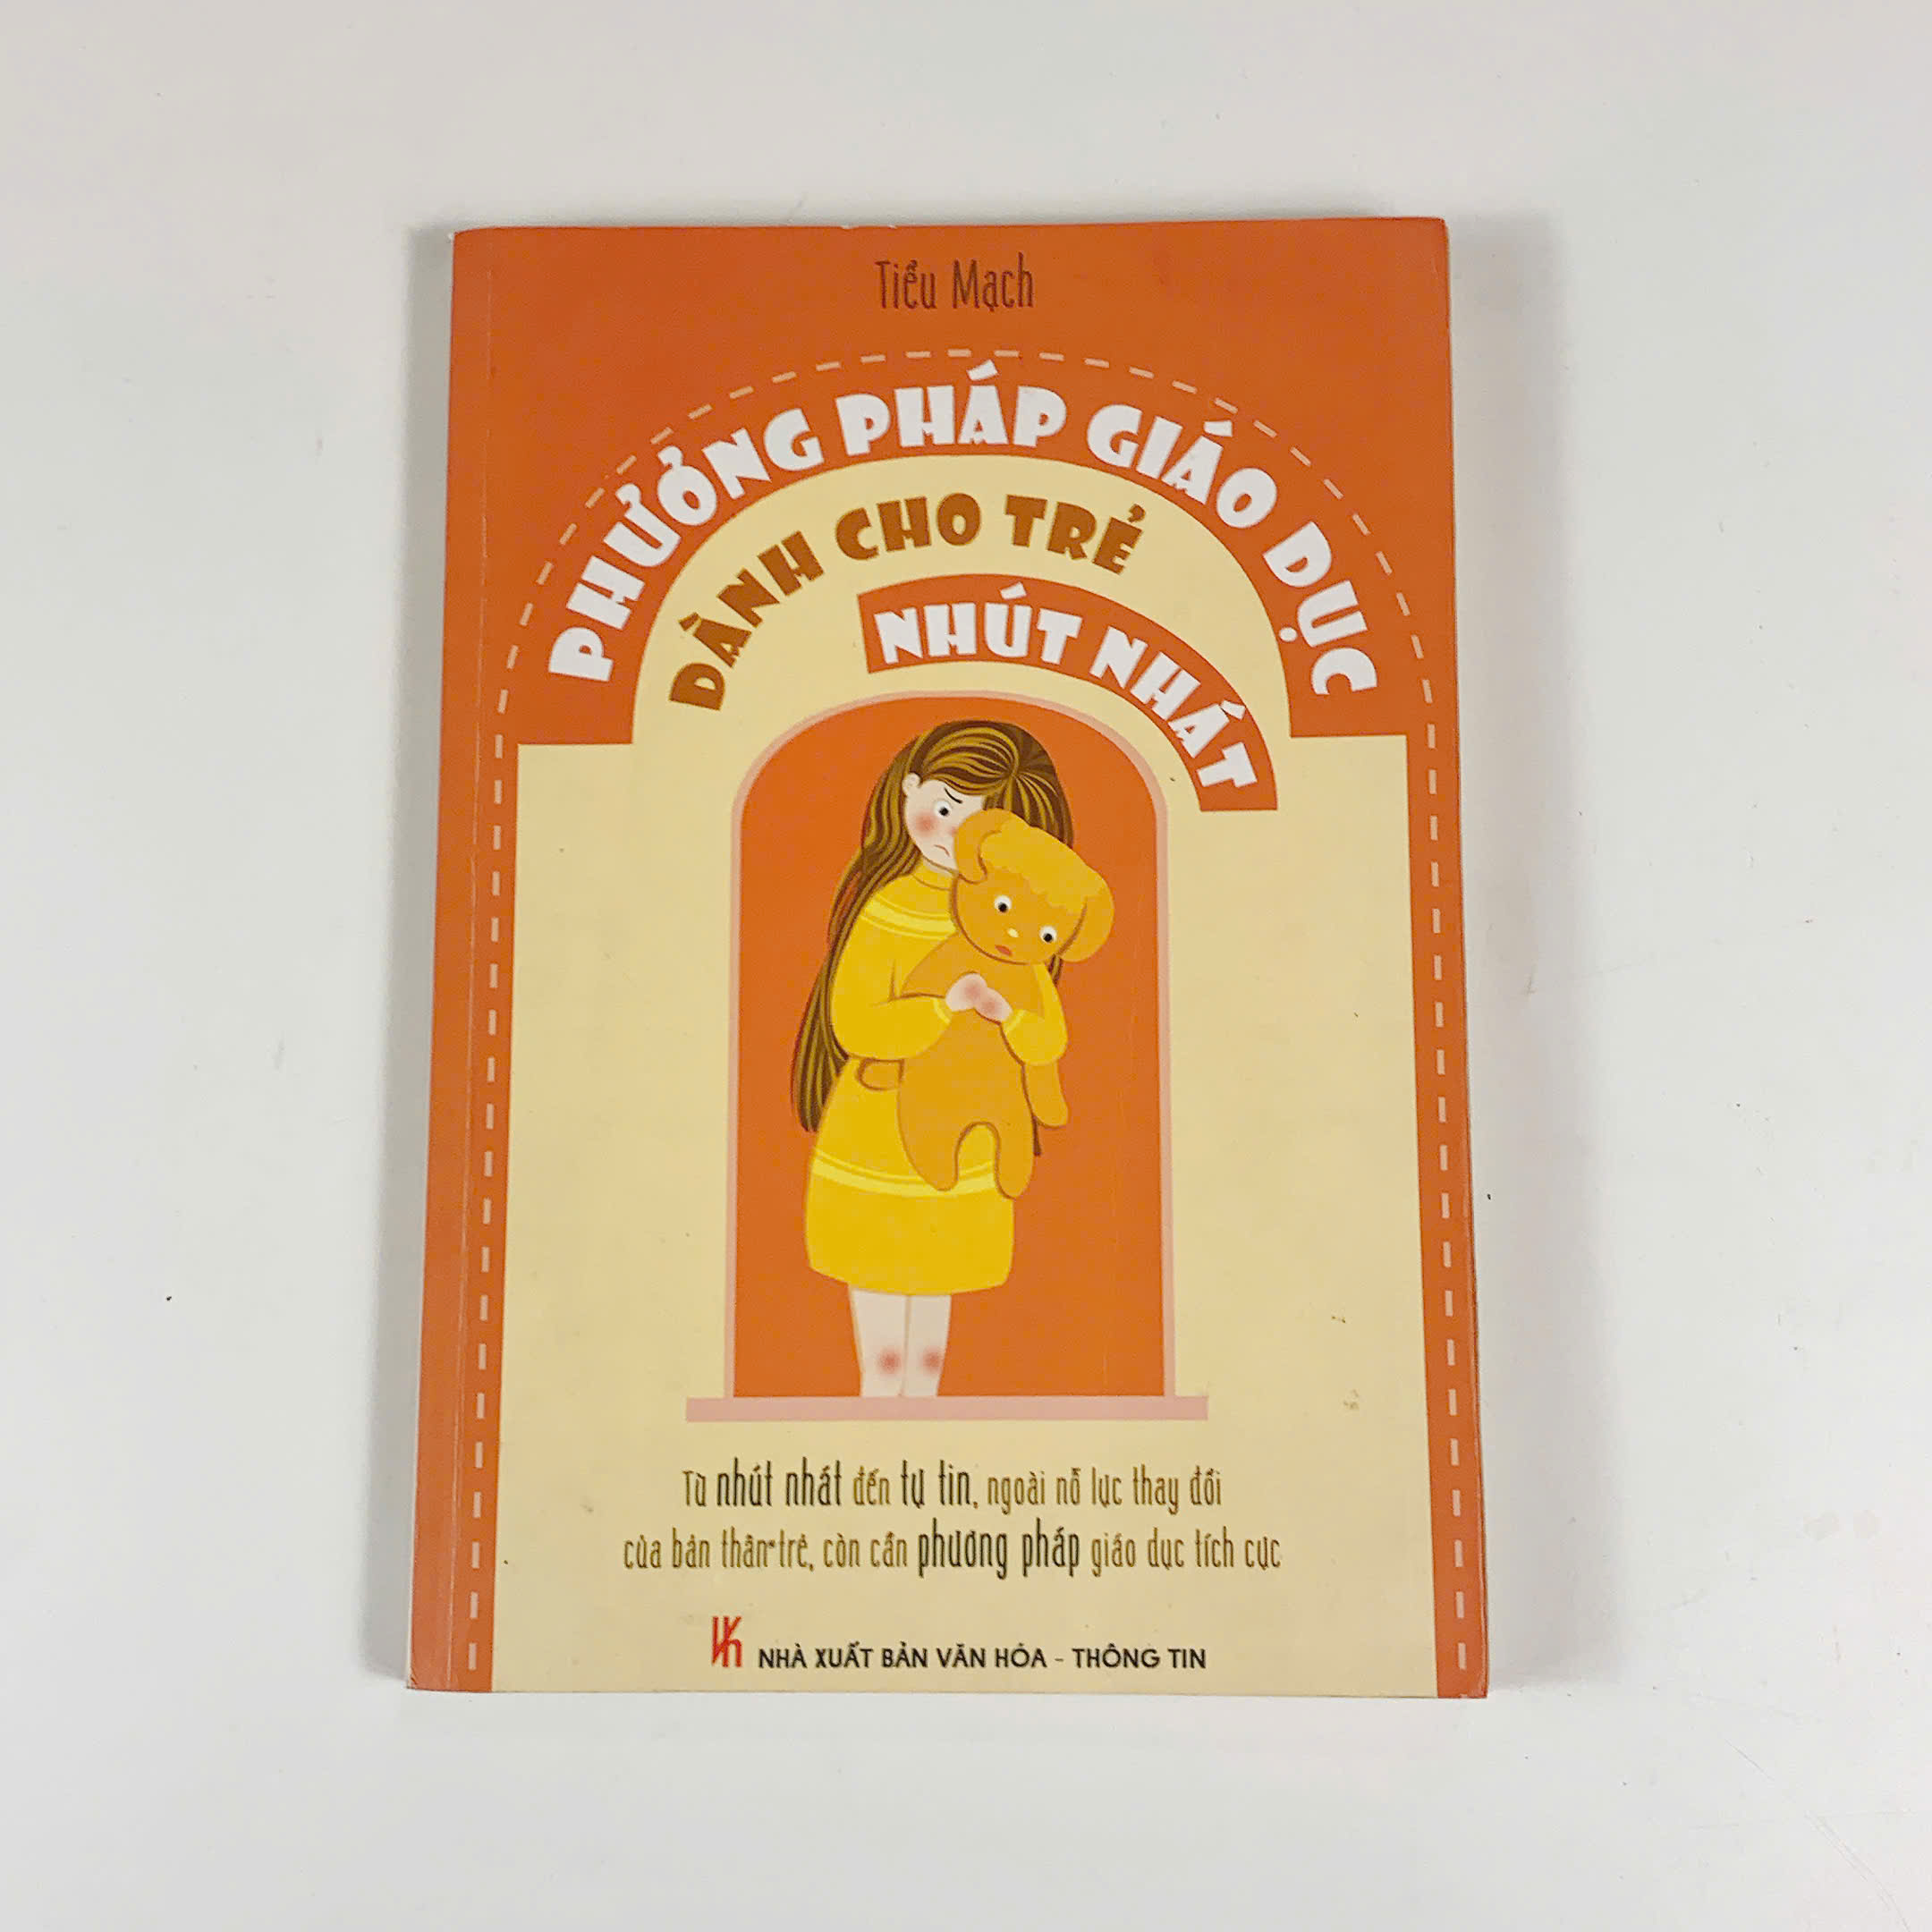 Tiểu Mạch
PHƯỞNG PHÁP GIÁO DỤC
DÀNH CHO TRẺ
NHÚT NHÁT
Từ nhút nhát đến tự tin, ngoài nỗ lực thay đổi
của bản thân trẻ, còn cần phương pháp giáo dục tích cực
NHÀ XUẤT BẢN VĂN HÓA - THÔNG TIN